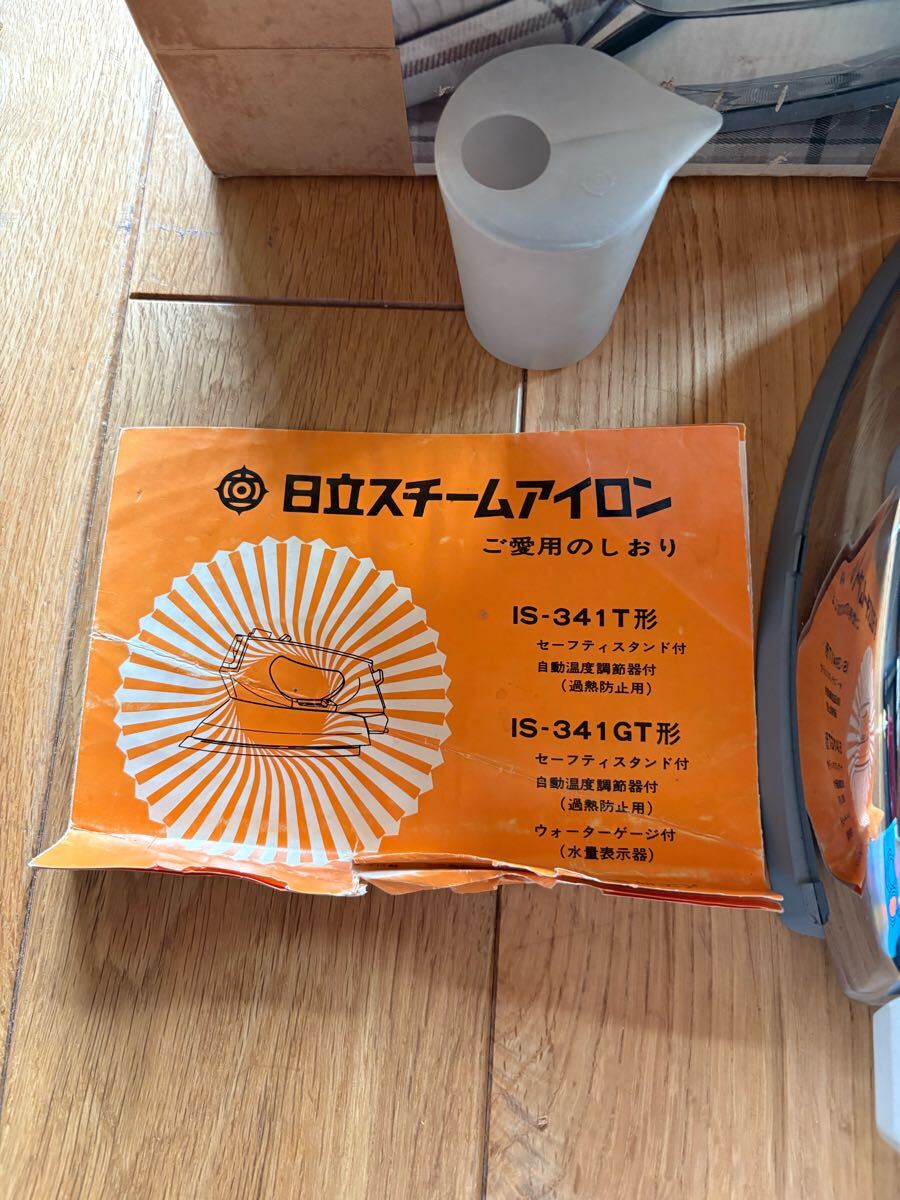 日立スチームアイロン
ご愛用のしおり
IS-341T形
セーフティスタンド付
自動温度調節器付
(過熱防止用)
IS-341GT形
セーフティスタンド付
自動温度調節器付
(過熱防止用)
ウォーターゲージ付
(水量表示器)